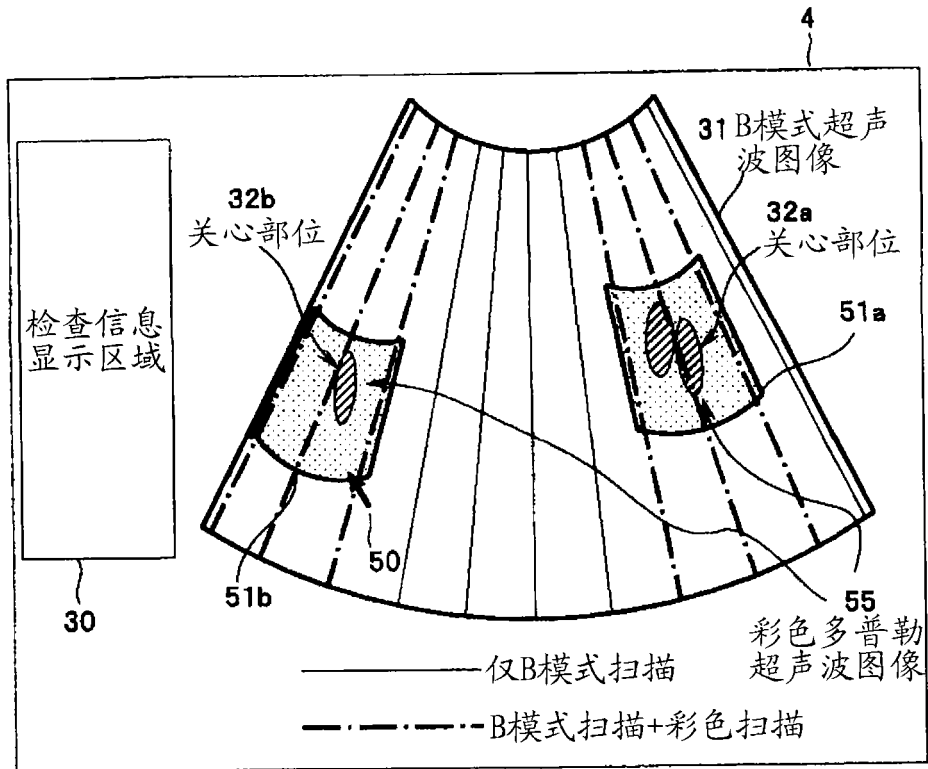 4
31 B模式超声
波图像
32b
关心部位
32a
关心部位
检查信息
显示区域
51a
50
51b
30
55
彩色多普勒
超声波图像
仅B模式扫描
B模式扫描+彩色扫描